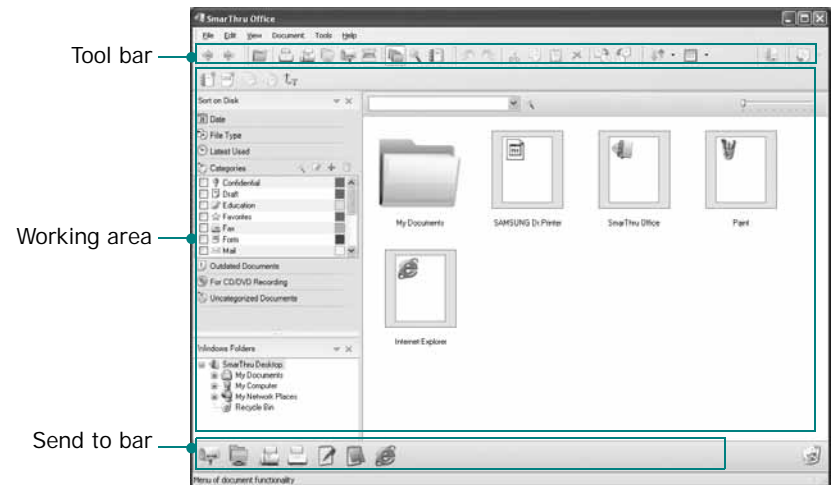 SmarThru Office
File Edit View Document Tools Help
Tool bar
Sort on Disk
Date
File Type
Latest Used
Categories
Confidential
Draft
Education
Favorites
Fax
Form
Mail
Working area
Outdated Documents
For CD/DVD Recording
Uncategorized Documents
My Documents
SAMSUNG Dr.Printer
SmarThru Office
Paint
Internet Explorer
Windows Folders
SmarThru Desktop
My Documents
My Computer
My Network Places
Recycle Bin
Send to bar
Menu of document functionality